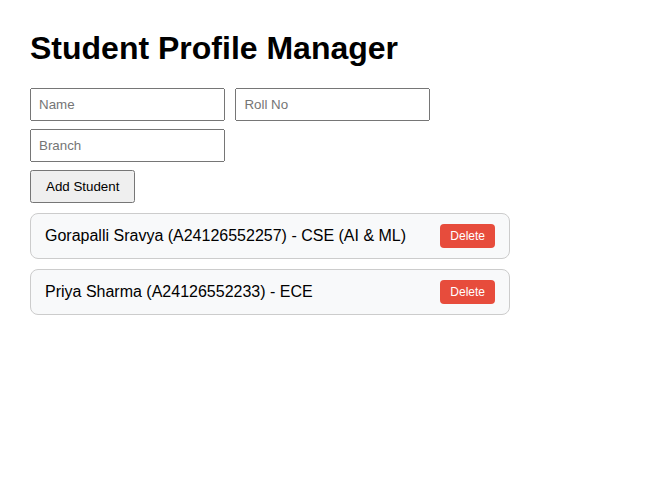 Student Profile Manager
Name Roll No
Branch
Add Student
Gorapalli Sravya (A24126552257) - CSE (AI & ML) Delete
Priya Sharma (A24126552233) - ECE Delete